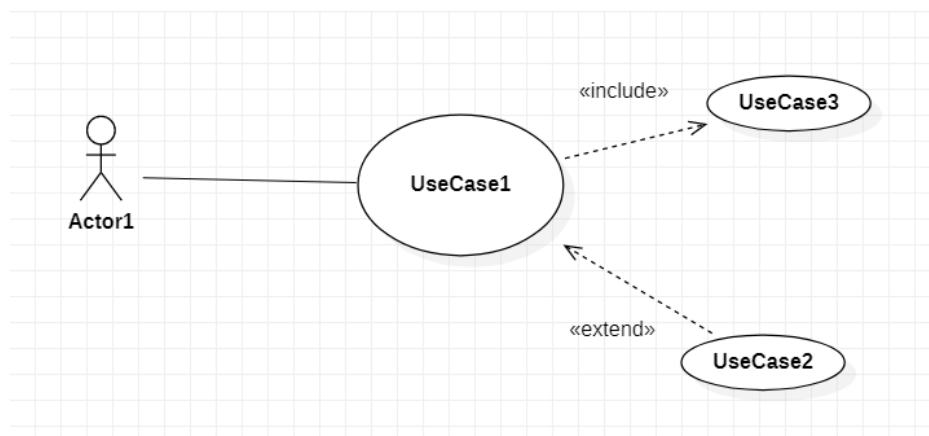 «include»
UseCase3
UseCase1
Actor1
«extend»
UseCase2